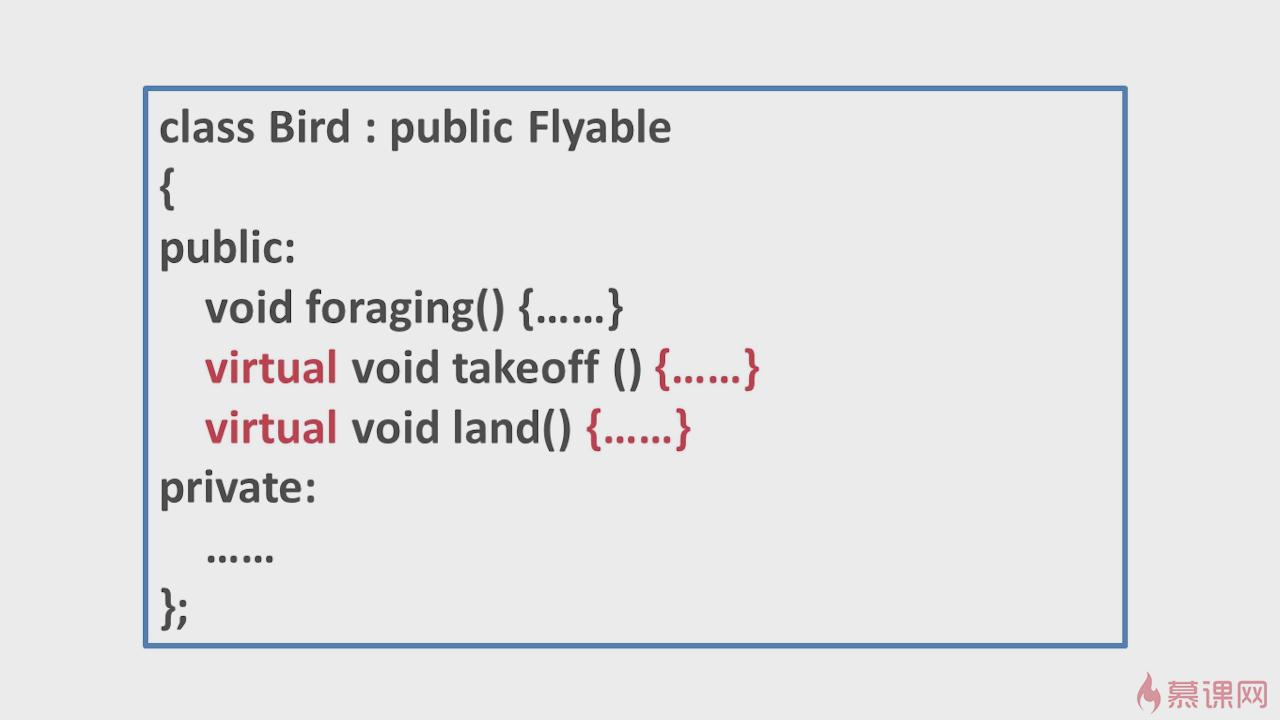 class Bird : public Flyable
{
public:
void foraging() {……}
virtual void takeoff () {……}
virtual void land() {……}
private:
……
};
慕课网